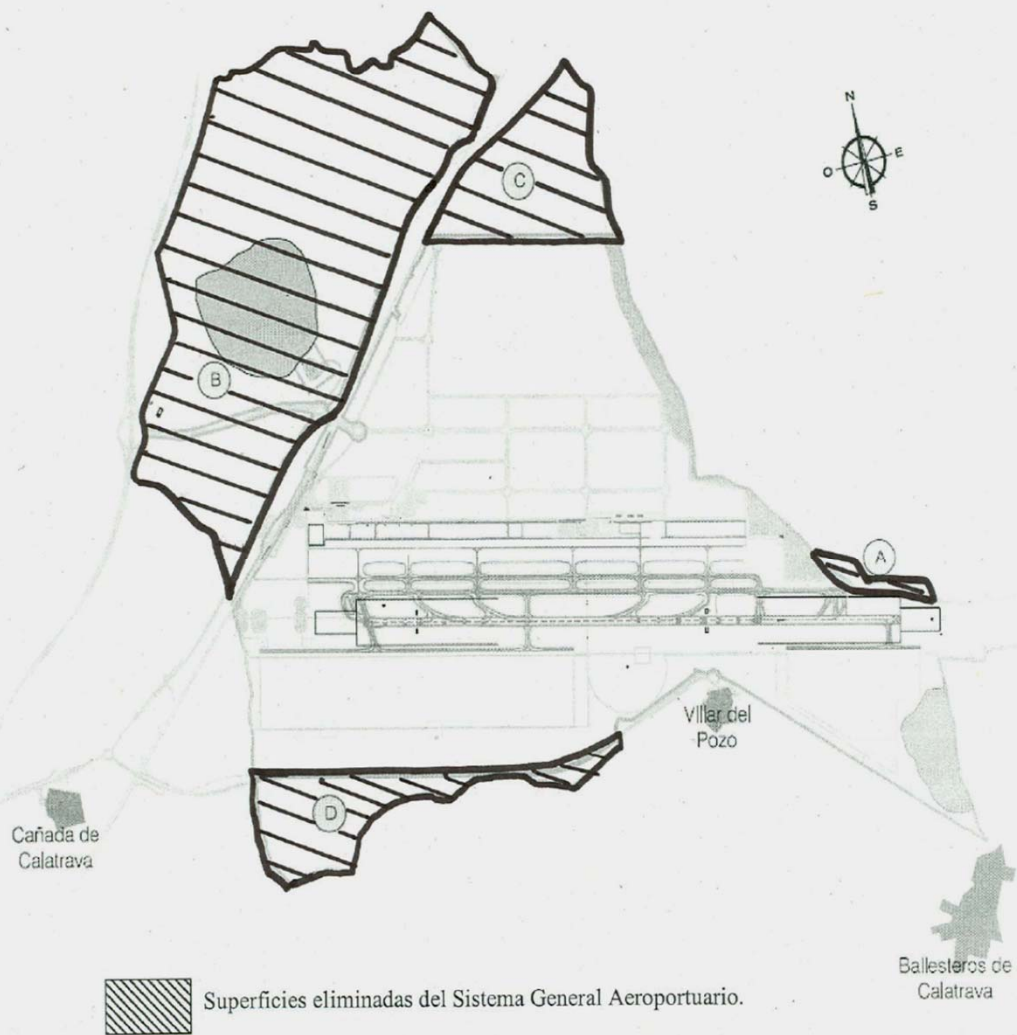 N
O
E
S
C
B
A
Villar del
Pozo
D
Cañada de
Calatrava
Ballesteros de
Calatrava
Superficies eliminadas del Sistema General Aeroportuario.